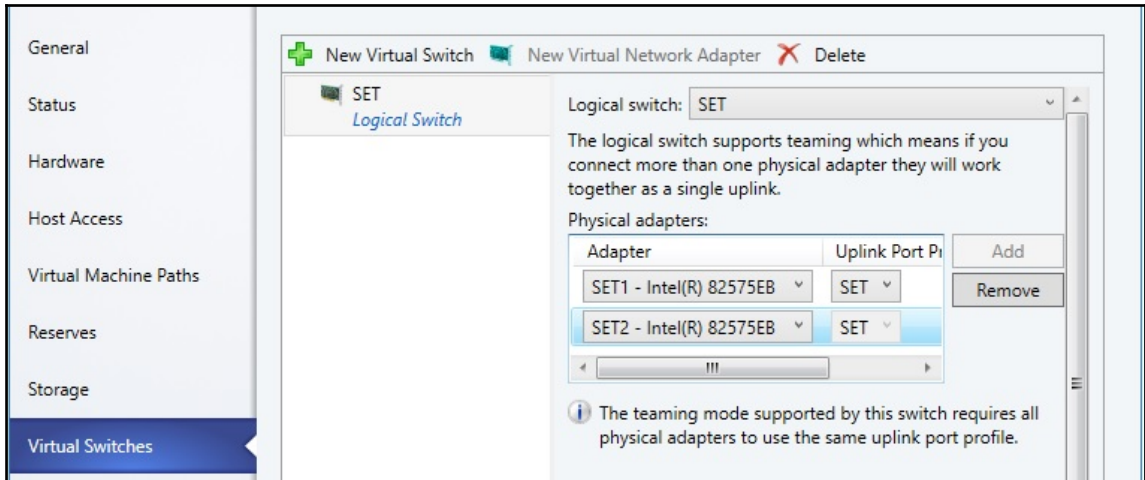 General
Status
Hardware
Host Access
Virtual Machine Paths
Reserves
Storage
Virtual Switches
New Virtual Switch New Virtual Network Adapter Delete
SET
Logical Switch
Logical switch: SET
The logical switch supports teaming which means if you
connect more than one physical adapter they will work
together as a single uplink.
Physical adapters:
Adapter Uplink Port Pr
SET1 - Intel(R) 82575EB SET
SET2 - Intel(R) 82575EB SET
Add
Remove
The teaming mode supported by this switch requires all
physical adapters to use the same uplink port profile.